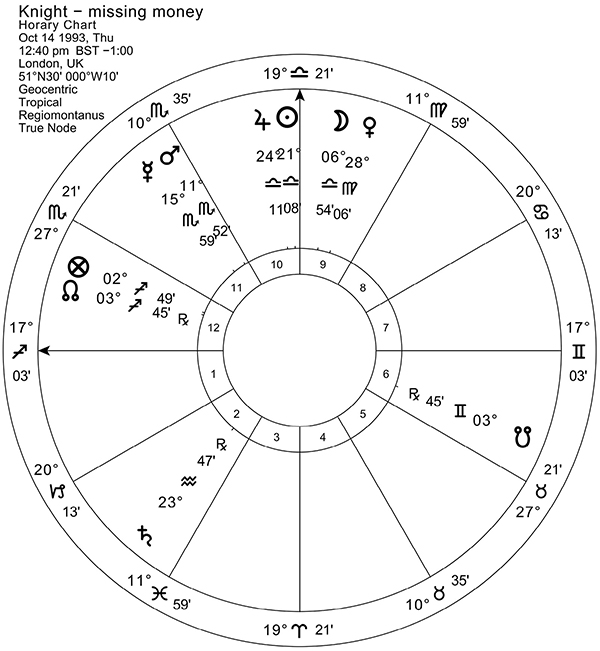 Knight – missing money
Horary Chart
Oct 14 1993, Thu
12:40 pm BST −1:00
London, UK
51°N30' 000°W10'
Geocentric
Tropical
Regiomontanus
True Node
19° ♎ 21'
11° ♍ 59'
20° ♋ 13'
17° ♊ 03'
21' ♉ 27°
10° ♉ 35'
19° ♈ 21'
11° ♓ 59'
20° ♑ 13'
17° ♐ 03'
21' ♏ 27°
10° ♏ 35'
♃ 24° ♎ 11'
☉ 21° ♎ 08'
☽ 06° ♎ 54'
♀ 28° ♍ 06'
♂ 11° ♏ 52'
☿ 15° ♏ 59'
⊗ 02° ♐ 49'
☊ 03° ♐ 45' ℞
♄ 23° ♒ 47' ℞
℞ 45' ♊ 03° ☋
1
2
3
4
5
6
7
8
9
10
11
12